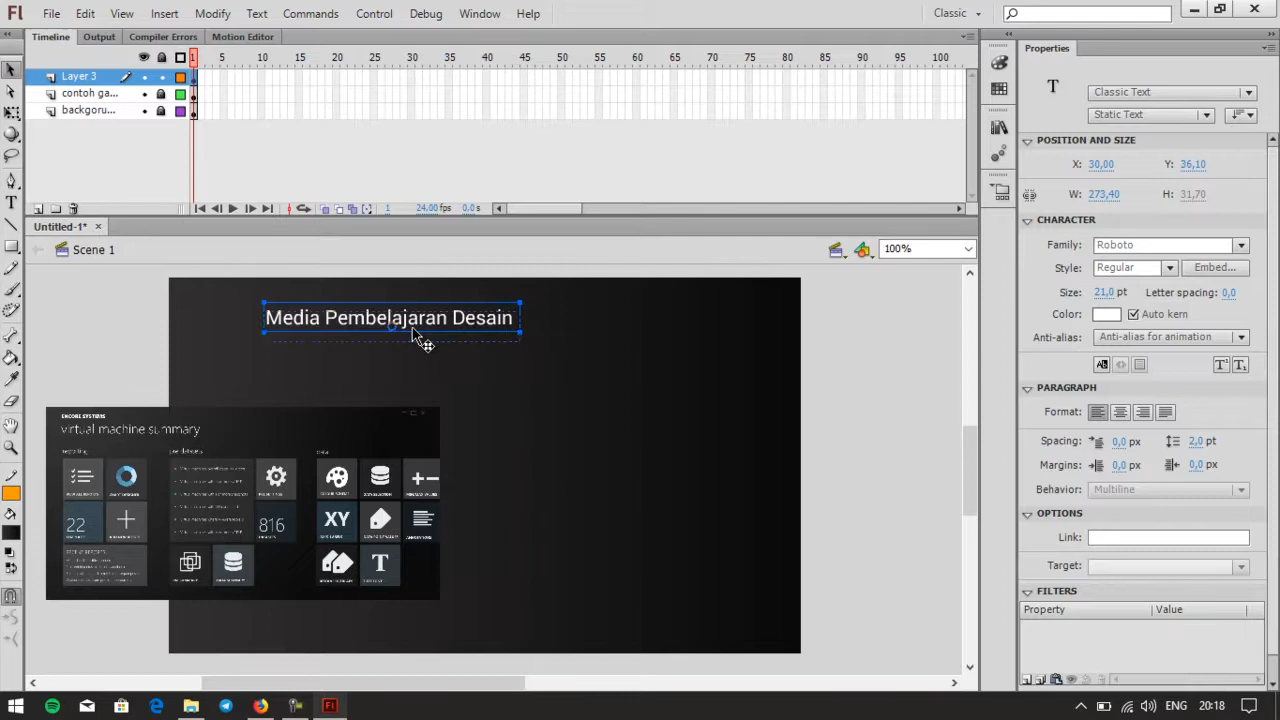 Fl File Edit View Insert Modify Text Commands Control Debug Window Help Classic
Timeline Output Compiler Errors Motion Editor
1 5 10 15 20 25 30 35 40 45 50 55 60 65 70 75 80 85 90 95 100
Layer 3
contoh ga...
backgoru...
1 24,00 fps 0,0 s
Untitled-1* ×
Scene 1 100%
Media Pembelajaran Desain
ENCORE SYSTEMS
virtual machine summary
reporting
data
22
816
XY
T
Properties
T
Classic Text
Static Text
POSITION AND SIZE
X: 30,00 Y: 36,10
W: 273,40 H: 31,70
CHARACTER
Family: Roboto
Style: Regular Embed...
Size: 21,0 pt Letter spacing: 0,0
Color: Auto kern
Anti-alias: Anti-alias for animation
PARAGRAPH
Format:
Spacing: 0,0 px 2,0 pt
Margins: 0,0 px 0,0 px
Behavior: Multiline
OPTIONS
Link:
Target:
FILTERS
Property Value
Fl ENG 20:18